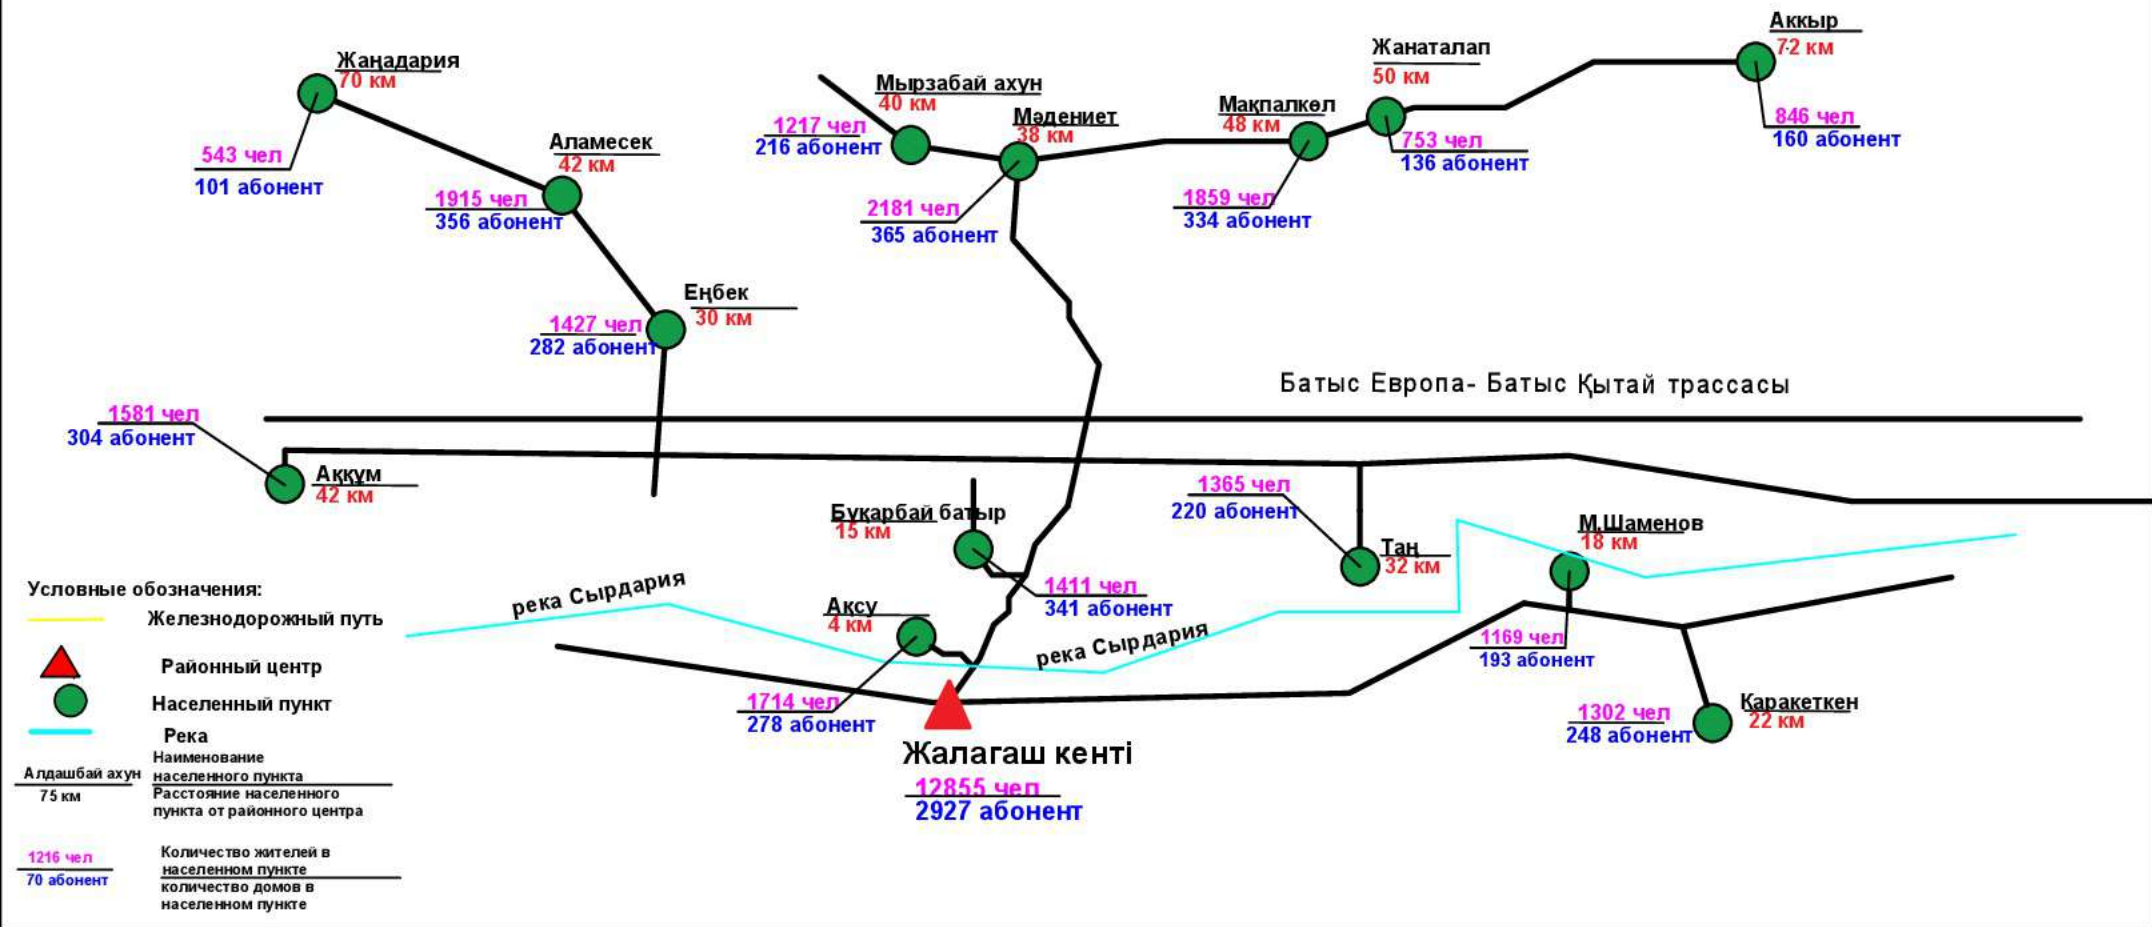 Аккыр
72 км
846 чел
160 абонент
Жанаталап
50 км
753 чел
136 абонент
Жаңадария
70 км
543 чел
101 абонент
Мырзабай ахун
40 км
1217 чел
216 абонент
Мақпалкөл
48 км
1859 чел
334 абонент
Мәдениет
38 км
2181 чел
365 абонент
Аламесек
42 км
1915 чел
356 абонент
Еңбек
30 км
1427 чел
282 абонент
Батыс Европа- Батыс Қытай трассасы
1581 чел
304 абонент
Аққұм
42 км
Бұқарбай батыр
15 км
1411 чел
341 абонент
1365 чел
220 абонент
Таң
32 км
М.Шаменов
18 км
1169 чел
193 абонент
река Сырдария
Ақсу
4 км
1714 чел
278 абонент
река Сырдария
Қаракеткен
22 км
1302 чел
248 абонент
Жалагаш кенті
12855 чел
2927 абонент
Условные обозначения:
Железнодорожный путь
Районный центр
Населенный пункт
Река
Алдашбай ахун
75 км
Наименование
населенного пункта
Расстояние населенного
пункта от районного центра
1216 чел
70 абонент
Количество жителей в
населенном пункте
количество домов в
населенном пункте